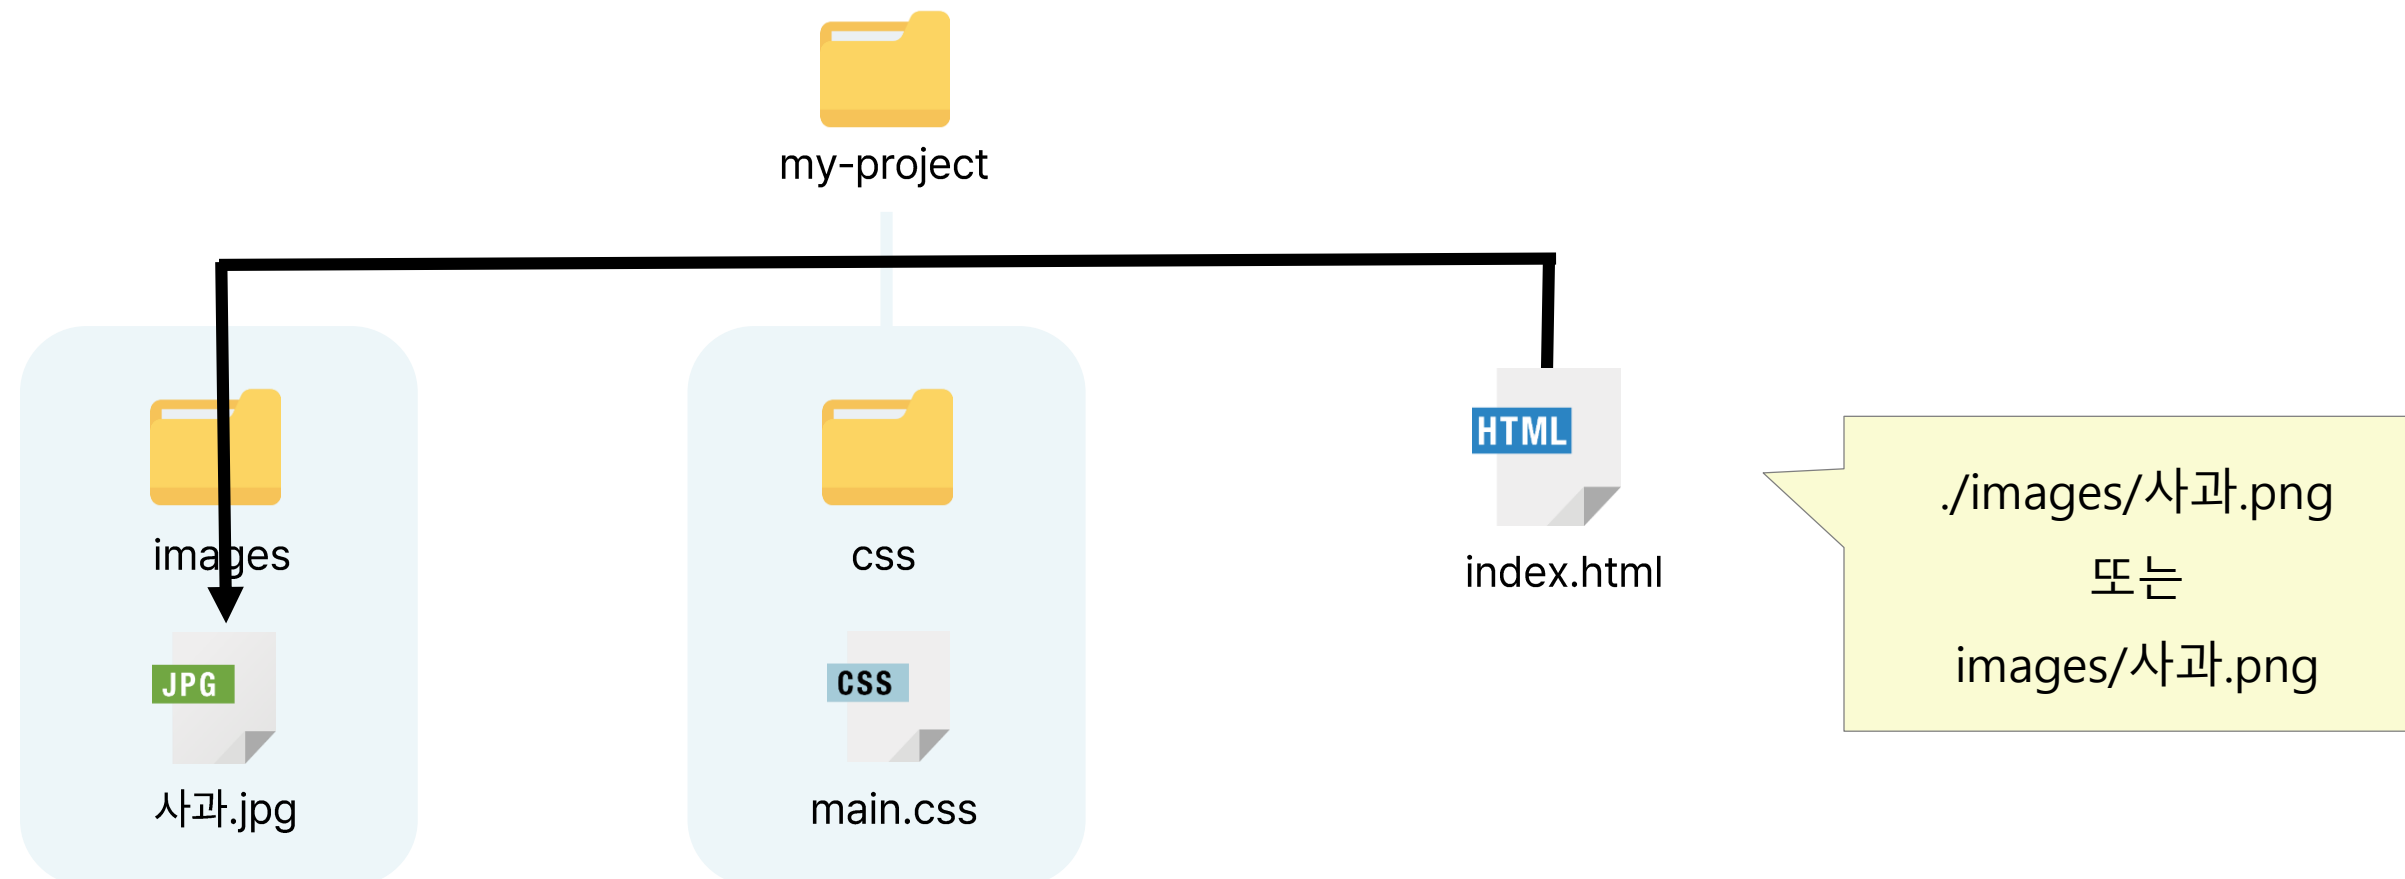 my-project
HTML
./images/사과.png
또는
images/사과.png
images
css
index.html
JPG
CSS
사과.jpg
main.css